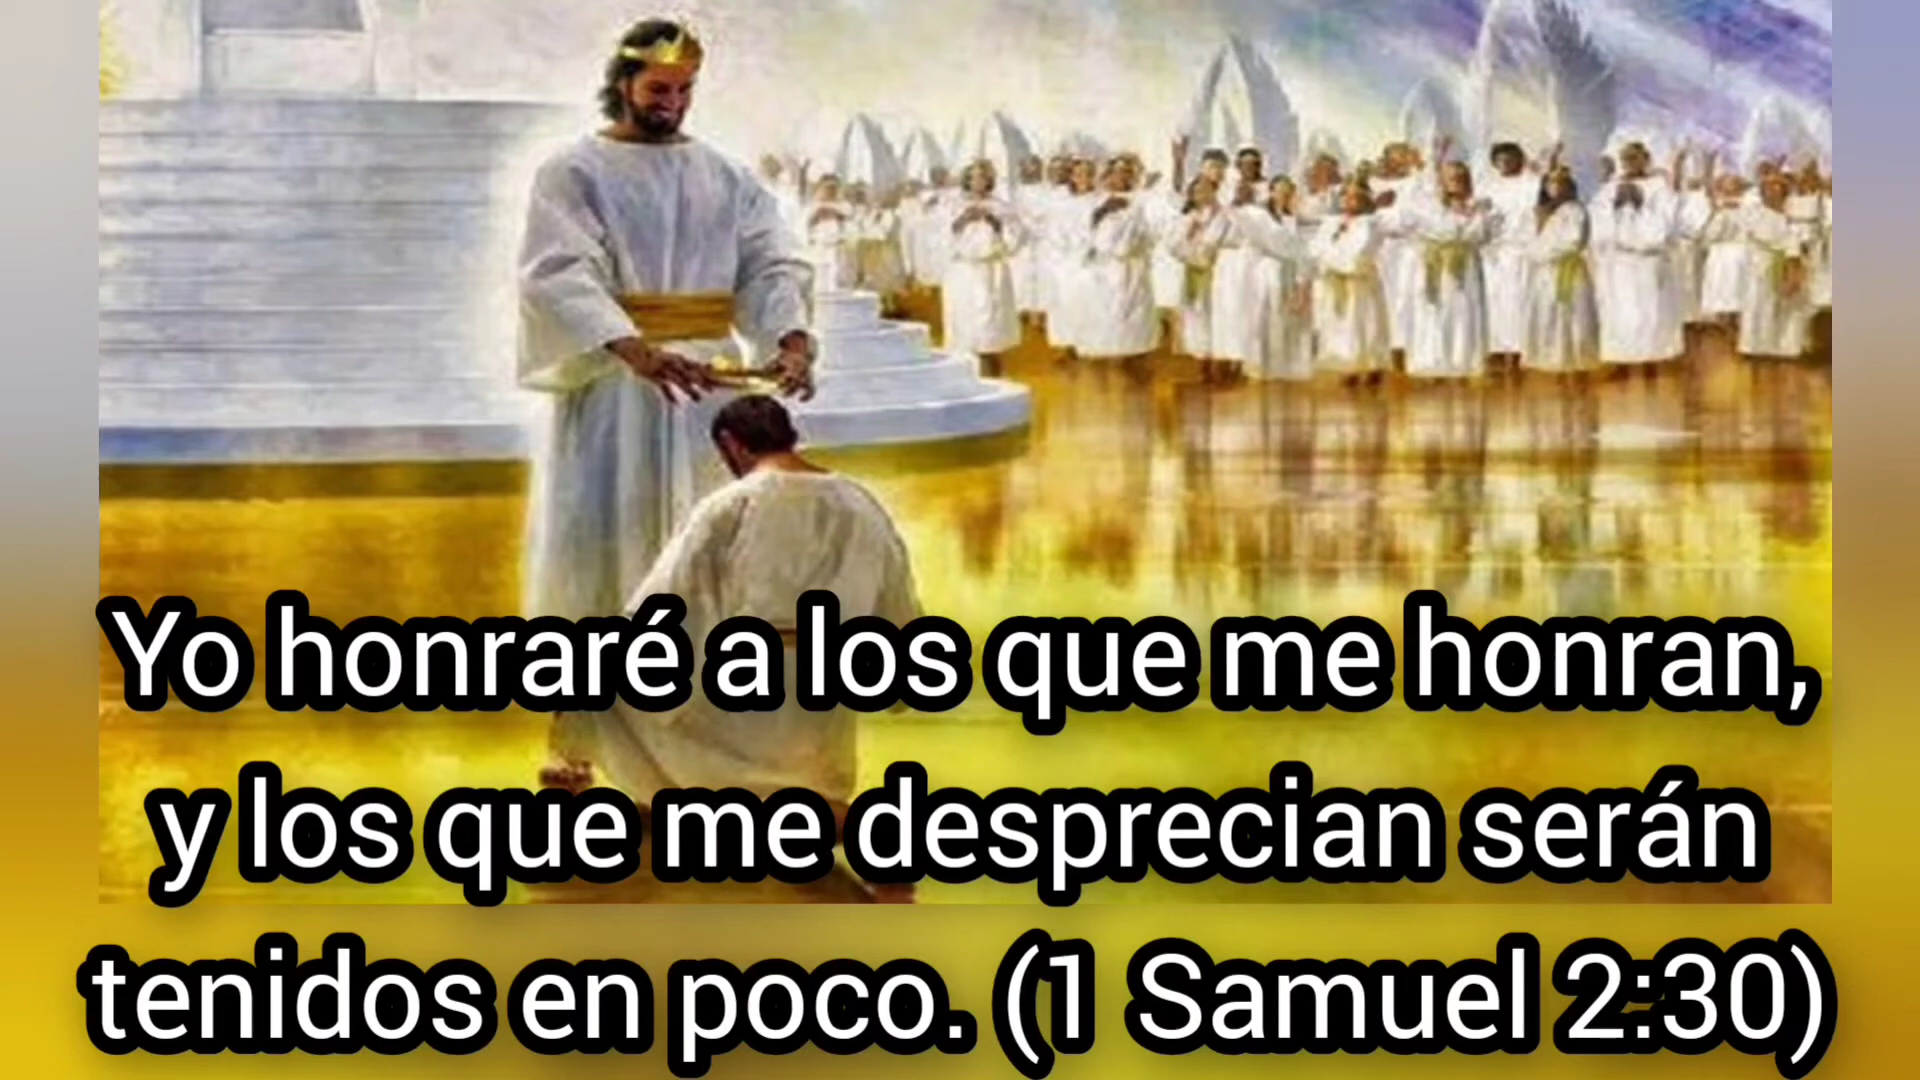 Yo honraré a los que me honran,
y los que me desprecian serán
tenidos en poco. (1 Samuel 2:30)